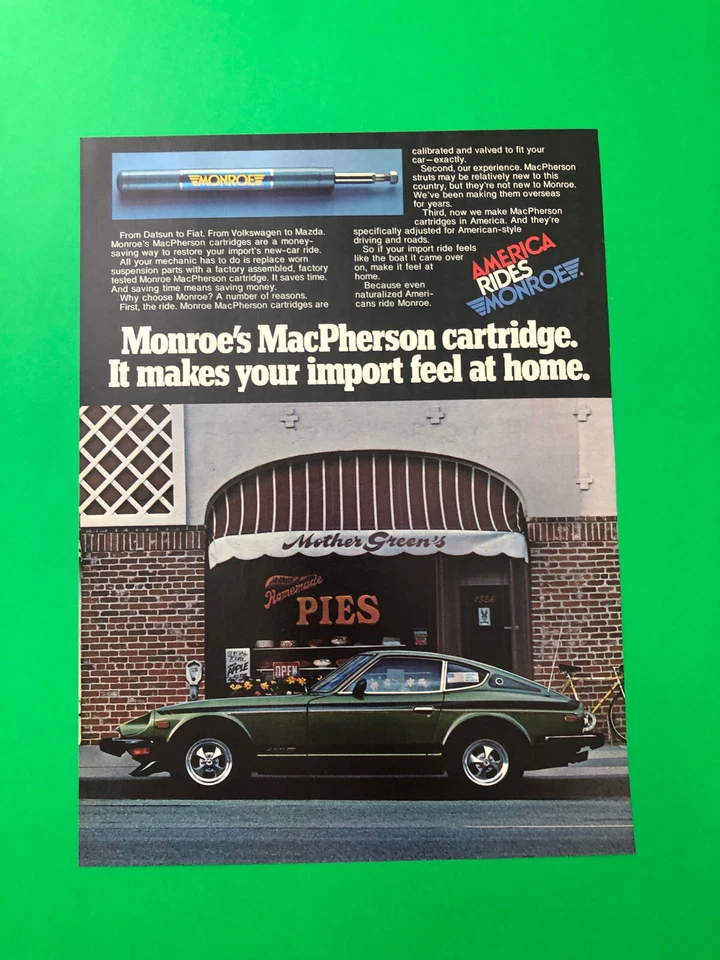 MONROE
From Datsun to Fiat. From Volkswagen to Mazda.
Monroe's MacPherson cartridges are a money-
saving way to restore your import's new-car ride.
All your mechanic has to do is replace worn
suspension parts with a factory assembled, factory
tested Monroe MacPherson cartridge. It saves time.
And saving time means saving money.
Why choose Monroe? A number of reasons.
First, the ride. Monroe MacPherson cartridges are
calibrated and valved to fit your
car—exactly.
Second, our experience. MacPherson
struts may be relatively new to this
country, but they're not new to Monroe.
We've been making them overseas
for years.
Third, now we make MacPherson
cartridges in America. And they're
specifically adjusted for American-style
driving and roads.
So if your import ride feels
like the boat it came over
on, make it feel at
home.
Because even
naturalized Ameri-
cans ride Monroe.
AMERICA
RIDES
MONROE®
Monroe's MacPherson cartridge.
It makes your import feel at home.
Mother Green's
Homemade
PIES
1526
APPLE
OPEN